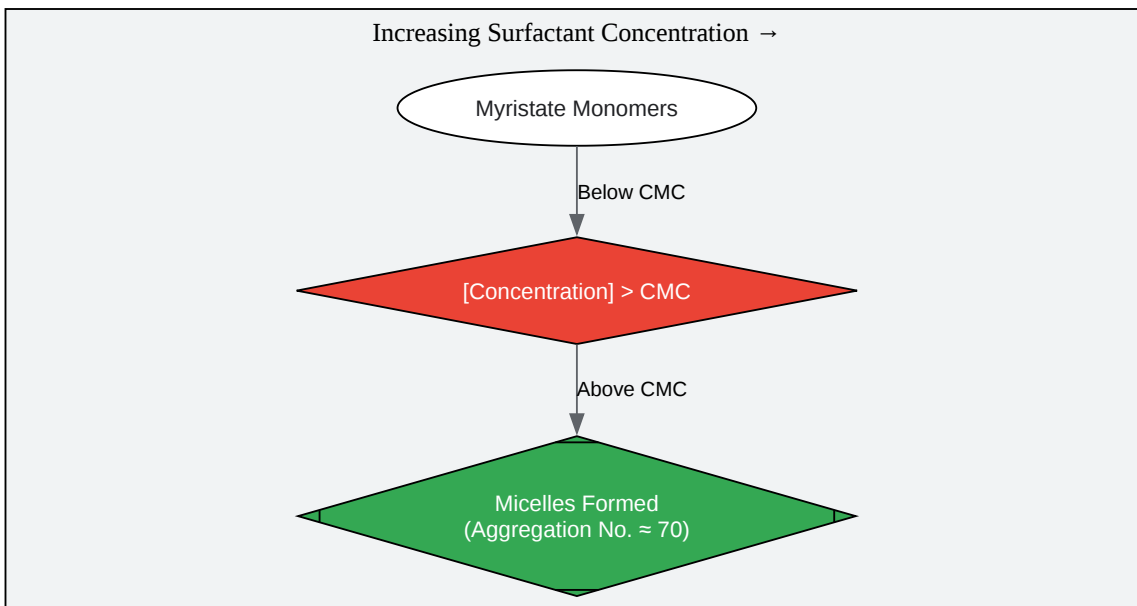 Increasing Surfactant Concentration →
Myristate Monomers
Below CMC
[Concentration] > CMC
Above CMC
Micelles Formed
(Aggregation No. ≈ 70)